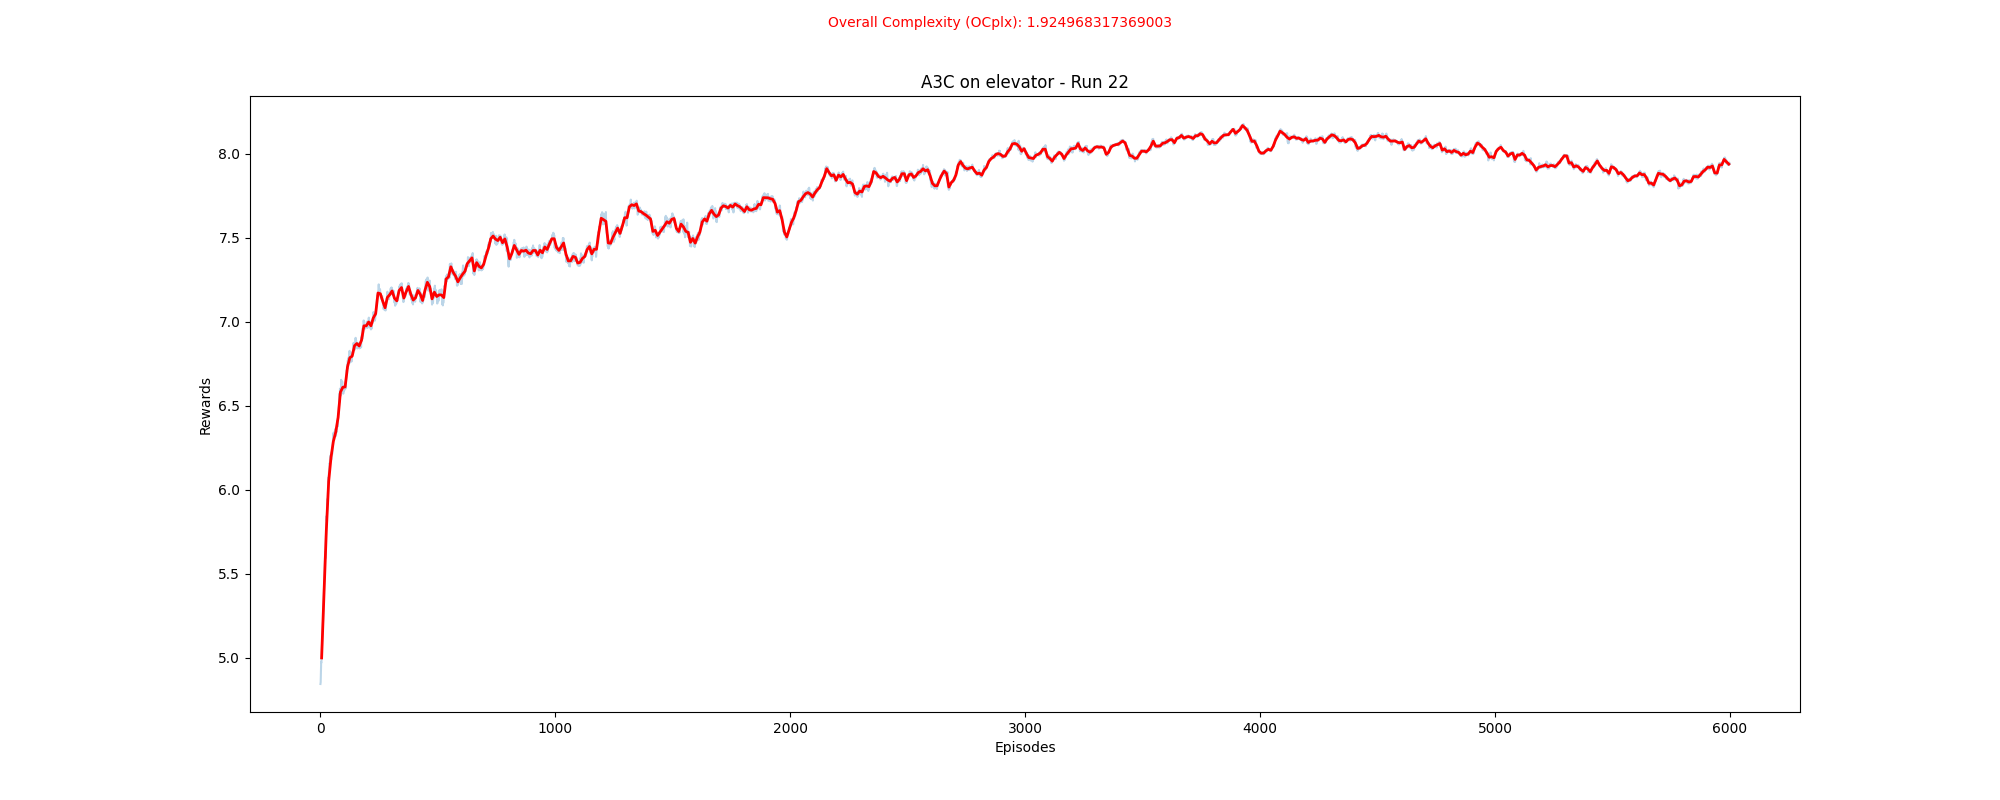 Overall Complexity (OCplx): 1.924968317369003
A3C on elevator - Run 22
Rewards
8.0
7.5
7.0
6.5
6.0
5.5
5.0
0 1000 2000 3000 4000 5000 6000
Episodes